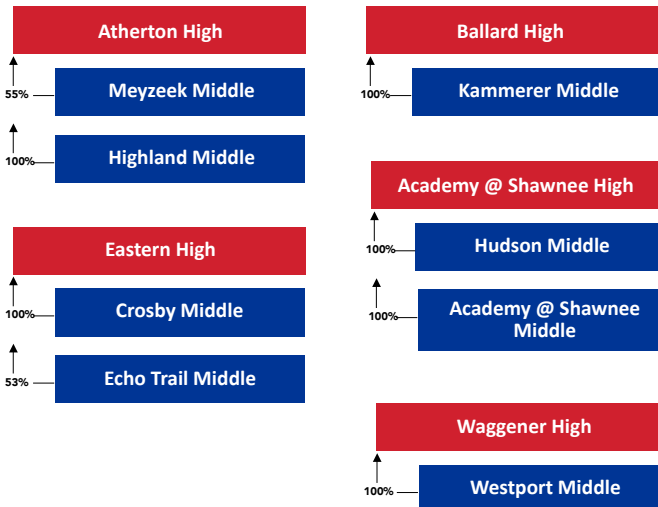 Atherton High
55%
Meyzeek Middle
100%
Highland Middle
Eastern High
100%
Crosby Middle
53%
Echo Trail Middle
Ballard High
100%
Kammerer Middle
Academy @ Shawnee High
100%
Hudson Middle
100%
Academy @ Shawnee
Middle
Waggener High
100%
Westport Middle